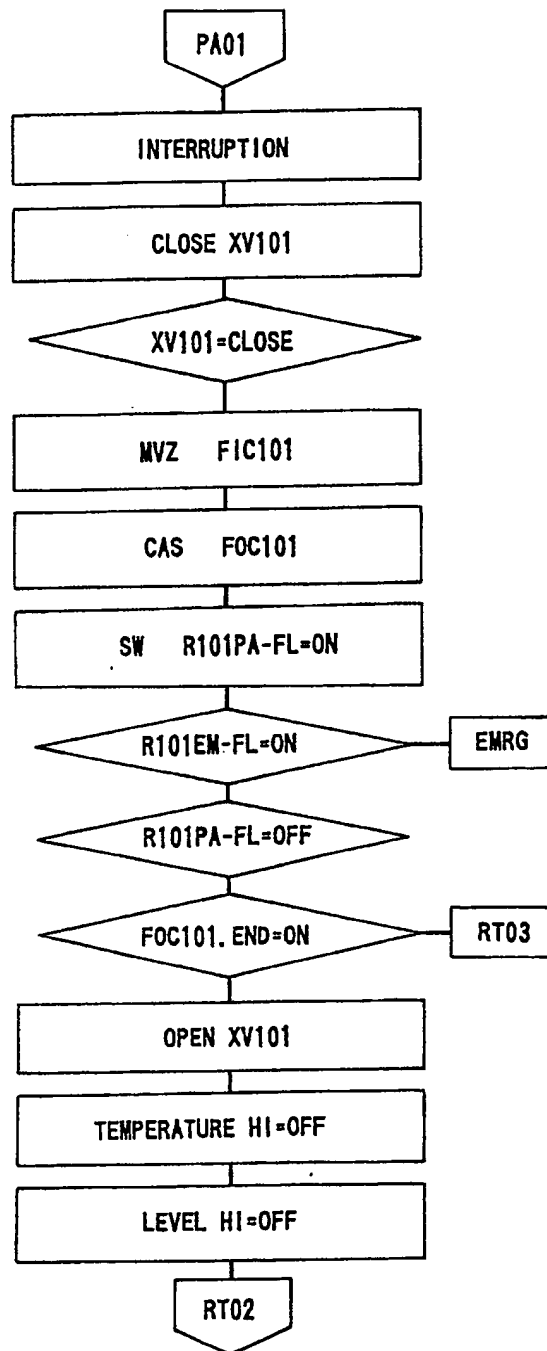 PA01
INTERRUPTION
CLOSE XV101
XV101=CLOSE
MVZ FIC101
CAS FOC101
SW R101PA-FL=ON
R101EM-FL=ON
EMRG
R101PA-FL=OFF
FOC101.END=ON
RT03
OPEN XV101
TEMPERATURE HI=OFF
LEVEL HI=OFF
RT02